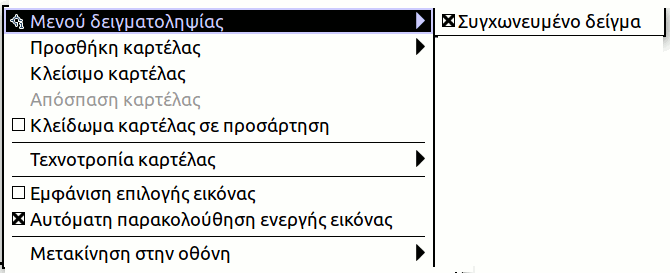 Μενού δειγματοληψίας
Συγχωνευμένο δείγμα
Προσθήκη καρτέλας
Κλείσιμο καρτέλας
Απόσπαση καρτέλας
Κλείδωμα καρτέλας σε προσάρτηση
Τεχνοτροπία καρτέλας
Εμφάνιση επιλογής εικόνας
Αυτόματη παρακολούθηση ενεργής εικόνας
Μετακίνηση στην οθόνη